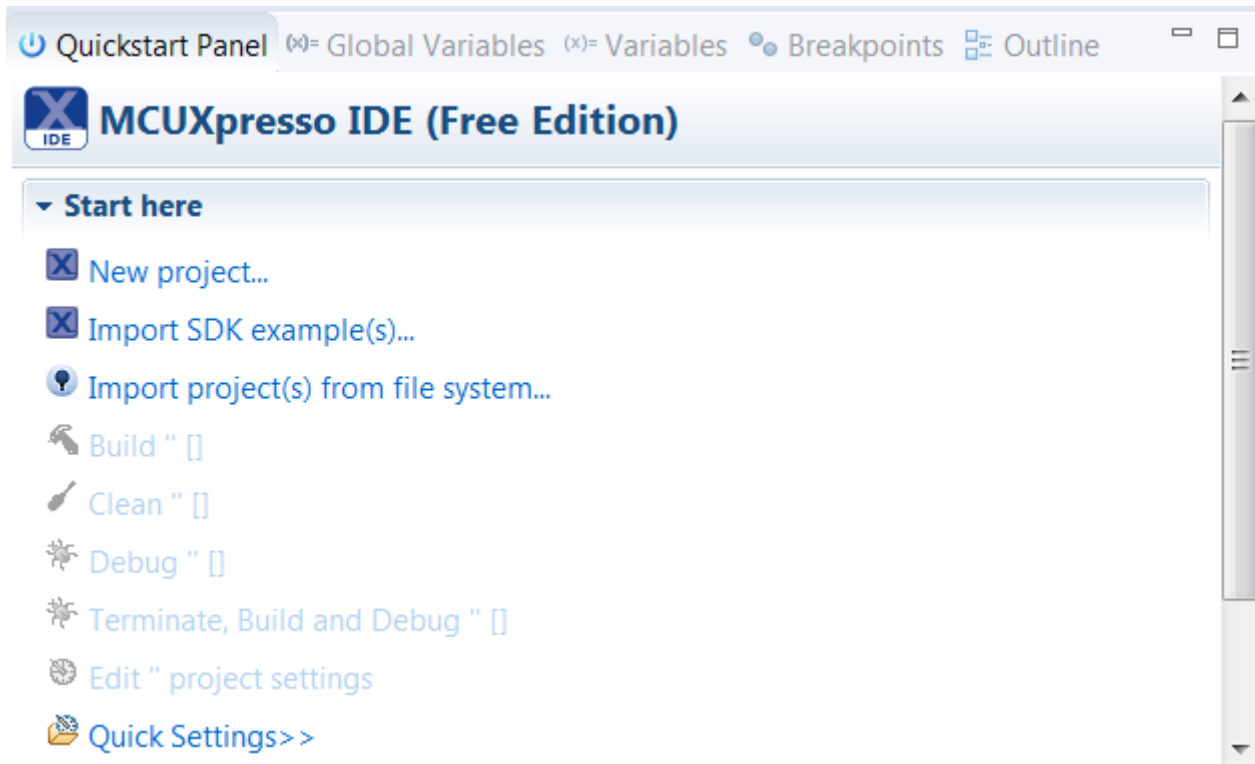 Quickstart Panel (x)= Global Variables (x)= Variables Breakpoints Outline
X IDE MCUXpresso IDE (Free Edition)
Start here
X New project...
X Import SDK example(s)...
Import project(s) from file system...
Build '' []
Clean '' []
Debug '' []
Terminate, Build and Debug '' []
Edit '' project settings
Quick Settings>>